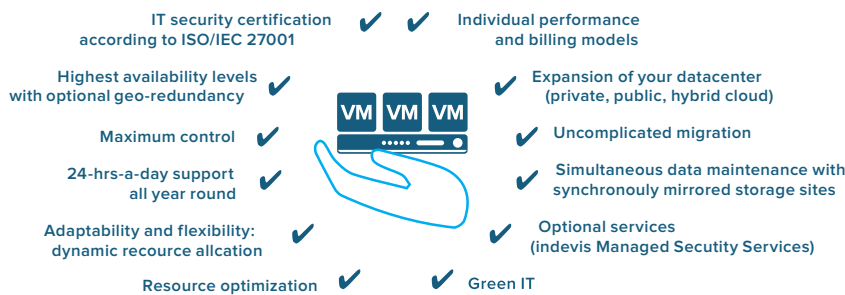 IT security certification
according to ISO/IEC 27001
Individual performance
and billing models
Highest availability levels
with optional geo-redundancy
Expansion of your datacenter
(private, public, hybrid cloud)
VM VM VM
Maximum control
Uncomplicated migration
24-hrs-a-day support
all year round
Simultaneous data maintenance with
synchronouly mirrored storage sites
Adaptability and flexibility:
dynamic recource allcation
Optional services
(indevis Managed Secutity Services)
Resource optimization
Green IT